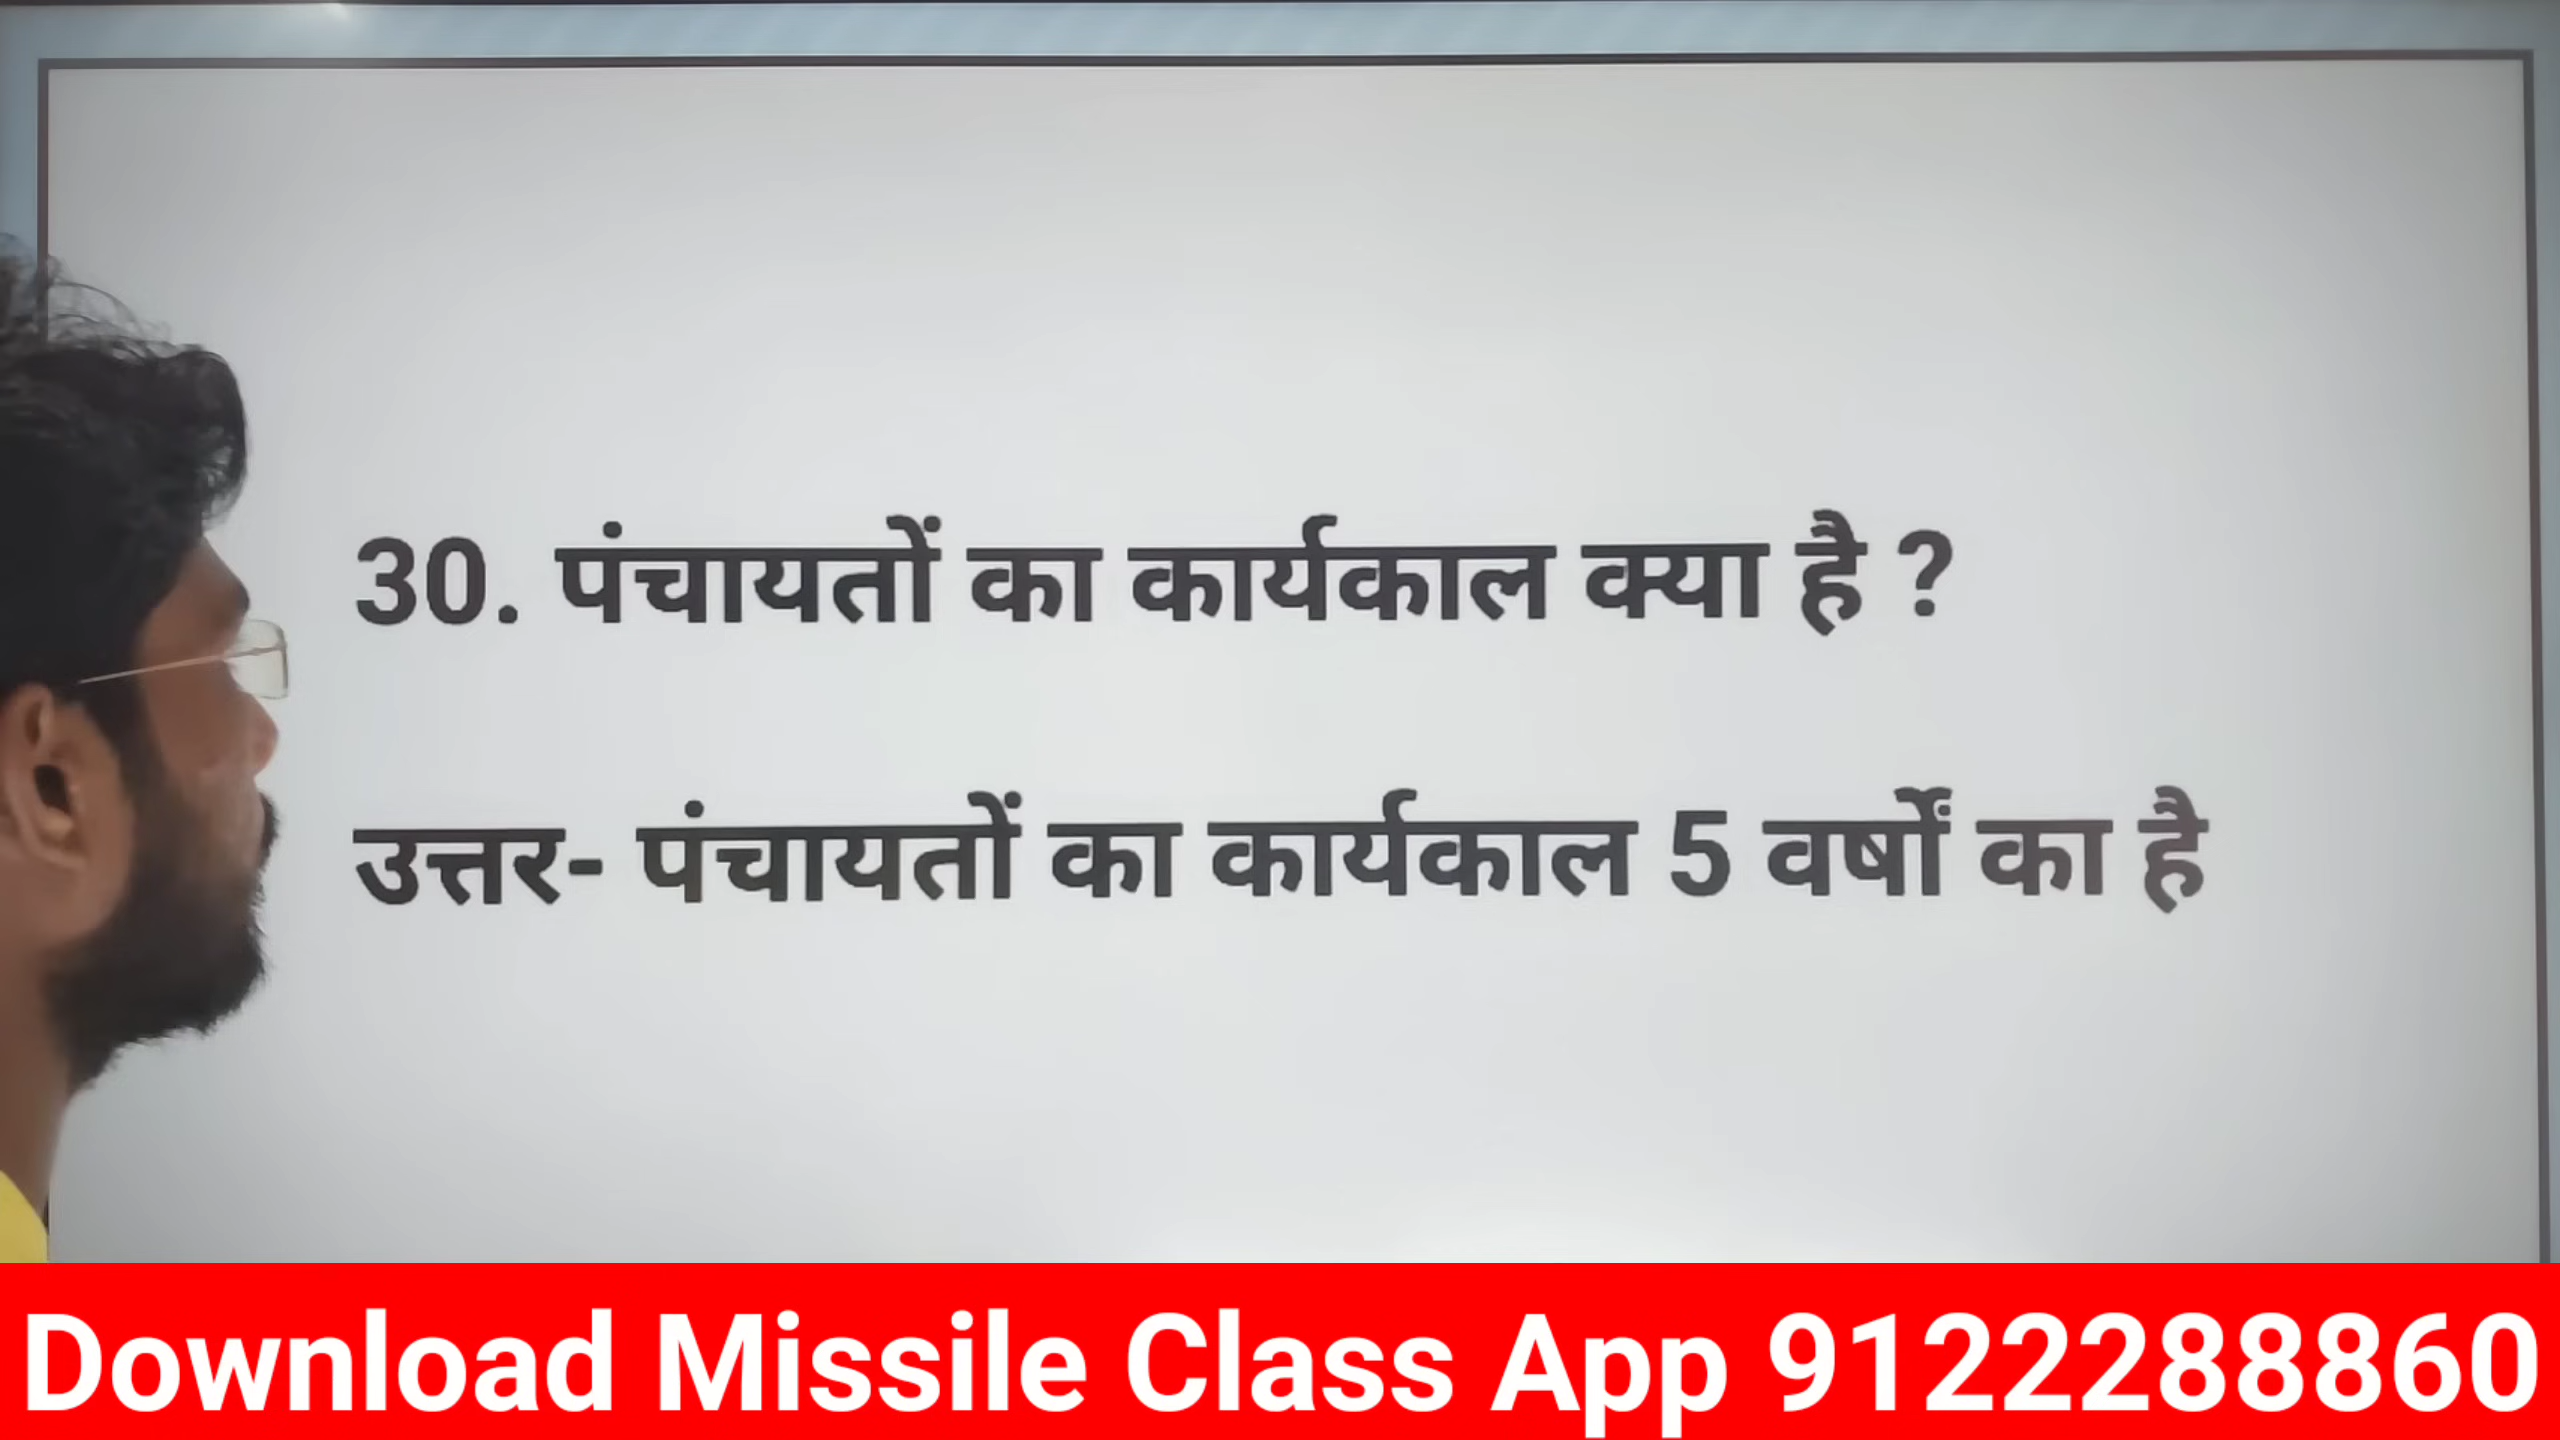 30. पंचायतों का कार्यकाल क्या है ?
उत्तर- पंचायतों का कार्यकाल 5 वर्षों का है
Download Missile Class App 9122288860